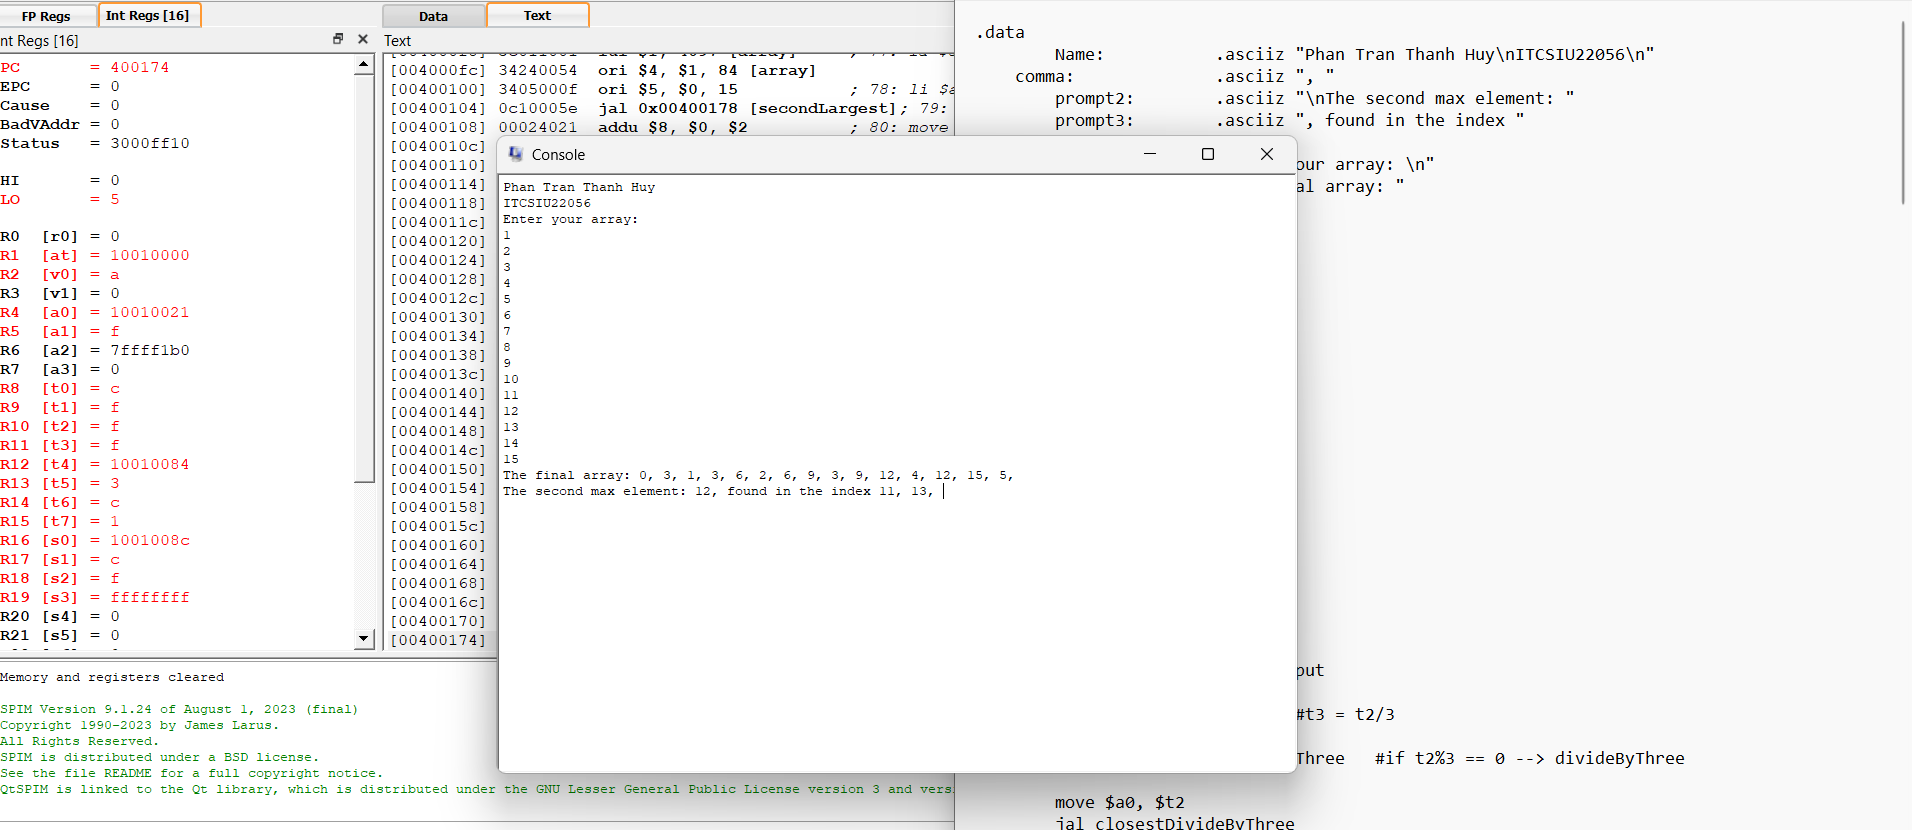 FP Regs
Int Regs [16]
Data
Text
nt Regs [16]
PC = 400174
EPC = 0
Cause = 0
BadVAddr = 0
Status = 3000ff10
HI = 0
LO = 5
R0 [r0] = 0
R1 [at] = 10010000
R2 [v0] = a
R3 [v1] = 0
R4 [a0] = 10010021
R5 [a1] = f
R6 [a2] = 7ffff1b0
R7 [a3] = 0
R8 [t0] = c
R9 [t1] = f
R10 [t2] = f
R11 [t3] = f
R12 [t4] = 10010084
R13 [t5] = 3
R14 [t6] = c
R15 [t7] = 1
R16 [s0] = 1001008c
R17 [s1] = c
R18 [s2] = f
R19 [s3] = ffffffff
R20 [s4] = 0
R21 [s5] = 0
Text
[004000fc] 34240054 ori $4, $1, 84 [array]
[00400100] 3405000f ori $5, $0, 15 ; 78: li $a
[00400104] 0c10005e jal 0x00400178 [secondLargest]; 79:
[00400108] 00024021 addu $8, $0, $2 ; 80: move
[0040010c]
[00400110]
[00400114]
[00400118]
[0040011c]
[00400120]
[00400124]
[00400128]
[0040012c]
[00400130]
[00400134]
[00400138]
[0040013c]
[00400140]
[00400144]
[00400148]
[0040014c]
[00400150]
[00400154]
[00400158]
[0040015c]
[00400160]
[00400164]
[00400168]
[0040016c]
[00400170]
[00400174]
Console
Phan Tran Thanh Huy
ITCSIU22056
Enter your array:
1
2
3
4
5
6
7
8
9
10
11
12
13
14
15
The final array: 0, 3, 1, 3, 6, 2, 6, 9, 3, 9, 12, 4, 12, 15, 5,
The second max element: 12, found in the index 11, 13,
.data
Name: .asciiz "Phan Tran Thanh Huy\nITCSIU22056\n"
comma: .asciiz ", "
prompt2: .asciiz "\nThe second max element: "
prompt3: .asciiz ", found in the index "
our array: \n"
al array: "
put
#t3 = t2/3
Three #if t2%3 == 0 --> divideByThree
move $a0, $t2
jal closestDivideByThree
Memory and registers cleared
SPIM Version 9.1.24 of August 1, 2023 (final)
Copyright 1990-2023 by James Larus.
All Rights Reserved.
SPIM is distributed under a BSD license.
See the file README for a full copyright notice.
QtSPIM is linked to the Qt library, which is distributed under the GNU Lesser General Public License version 3 and versi